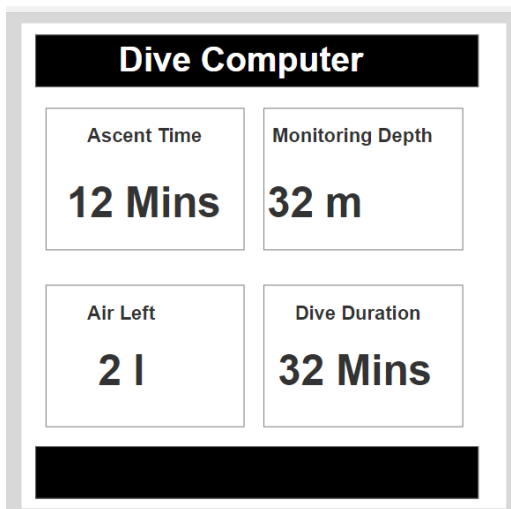 Dive Computer
Ascent Time
12 Mins
Monitoring Depth
32 m
Air Left
2 l
Dive Duration
32 Mins